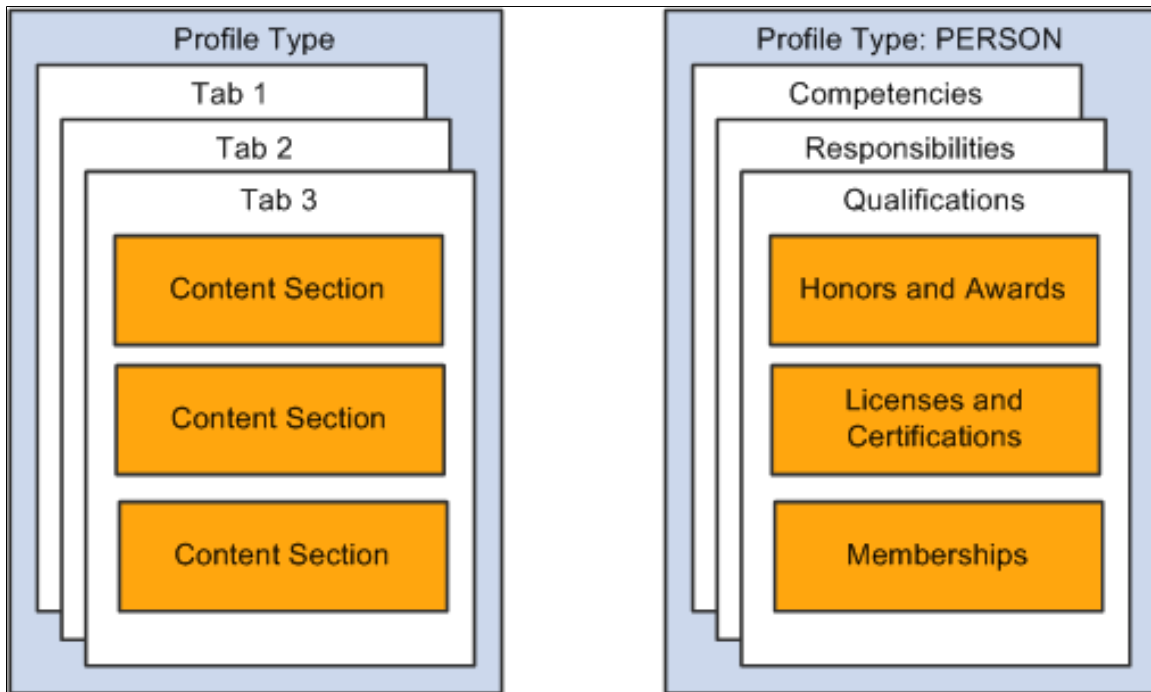 Profile Type
Tab 1
Tab 2
Tab 3
Content Section
Content Section
Content Section
Profile Type: PERSON
Competencies
Responsibilities
Qualifications
Honors and Awards
Licenses and
Certifications
Memberships